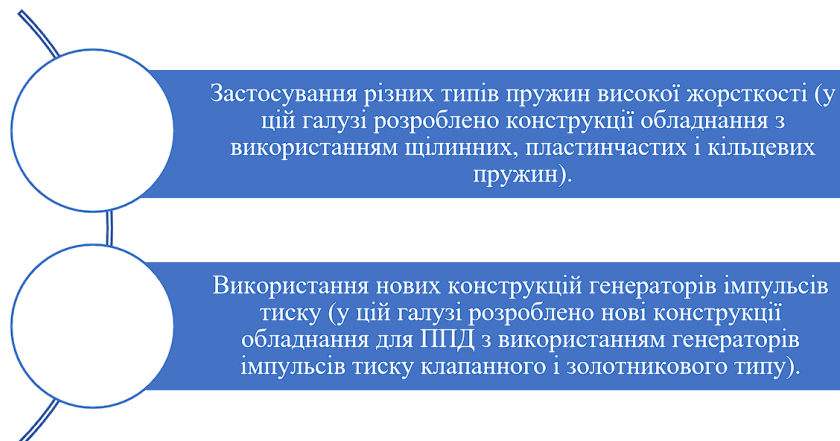 Застосування різних типів пружин високої жорсткості (у
цій галузі розроблено конструкції обладнання з
використанням щілинних, пластинчастих і кільцевих
пружин).
Використання нових конструкцій генераторів імпульсів
тиску (у цій галузі розроблено нові конструкції
обладнання для ППД з використанням генераторів
імпульсів тиску клапанного і золотникового типу).